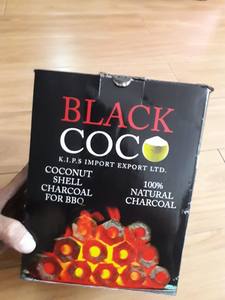 BLACK
COCO
K.I.P.S IMPORT EXPORT LTD.
COCONUT
SHELL
CHARCOAL
FOR BBQ
100%
NATURAL
CHARCOAL